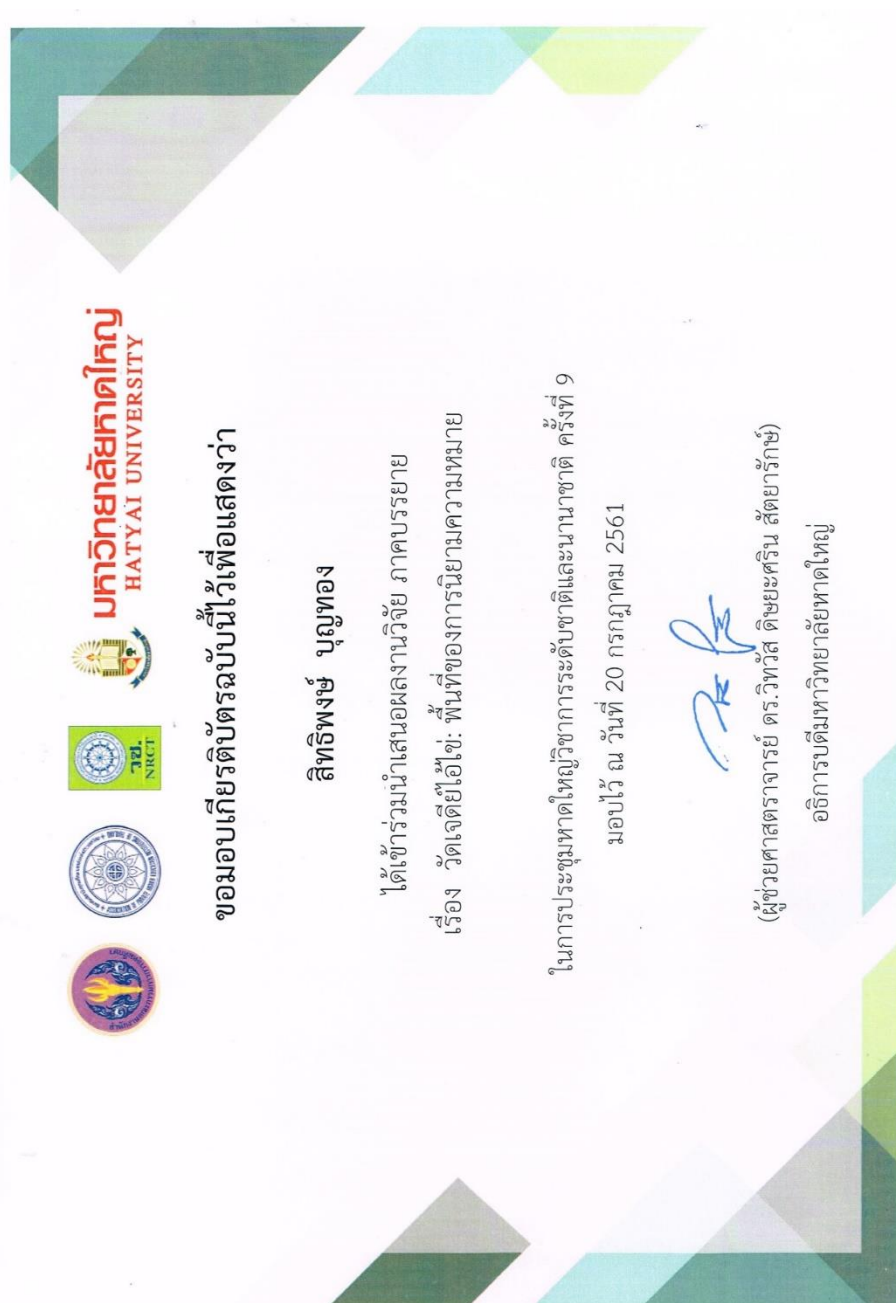 วช.
NRCT
มหาวิทยาลัยหาดใหญ่
HATYAI UNIVERSITY
ขอมอบเกียรติบัตรฉบับนี้ไว้เพื่อแสดงว่า
สิทธิพงษ์ บุญทอง
ได้เข้าร่วมนำเสนอผลงานวิจัย ภาคบรรยาย
เรื่อง วัดเจดีย์ไอ้ไข่: พื้นที่ของการนิยามความหมาย
ในการประชุมหาดใหญ่วิชาการระดับชาติและนานาชาติ ครั้งที่ 9
มอบไว้ ณ วันที่ 20 กรกฎาคม 2561
(ผู้ช่วยศาสตราจารย์ ดร.วิทวัส ดิษยะศริน สัตยารักษ์)
อธิการบดีมหาวิทยาลัยหาดใหญ่